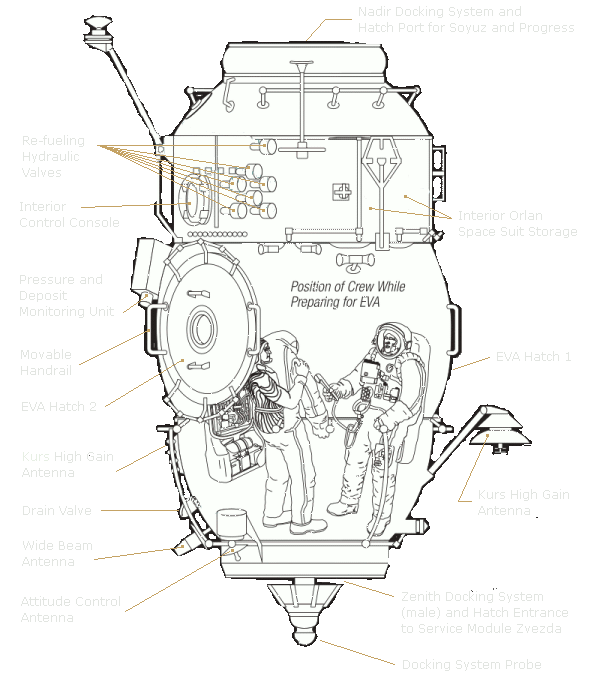 Nadir Docking System and
Hatch Port for Soyuz and Progress
Re-fueling
Hydraulic
Valves
Interior
Control Console
Interior Orlan
Space Suit Storage
Pressure and
Deposit
Monitoring Unit
Position of Crew While
Preparing for EVA
Movable
Handrail
EVA Hatch 1
EVA Hatch 2
Kurs High Gain
Antenna
Kurs High Gain
Antenna
Drain Valve
Wide Beam
Antenna
Attitude Control
Antenna
Zenith Docking System
(male) and Hatch Entrance
to Service Module Zvezda
Docking System Probe